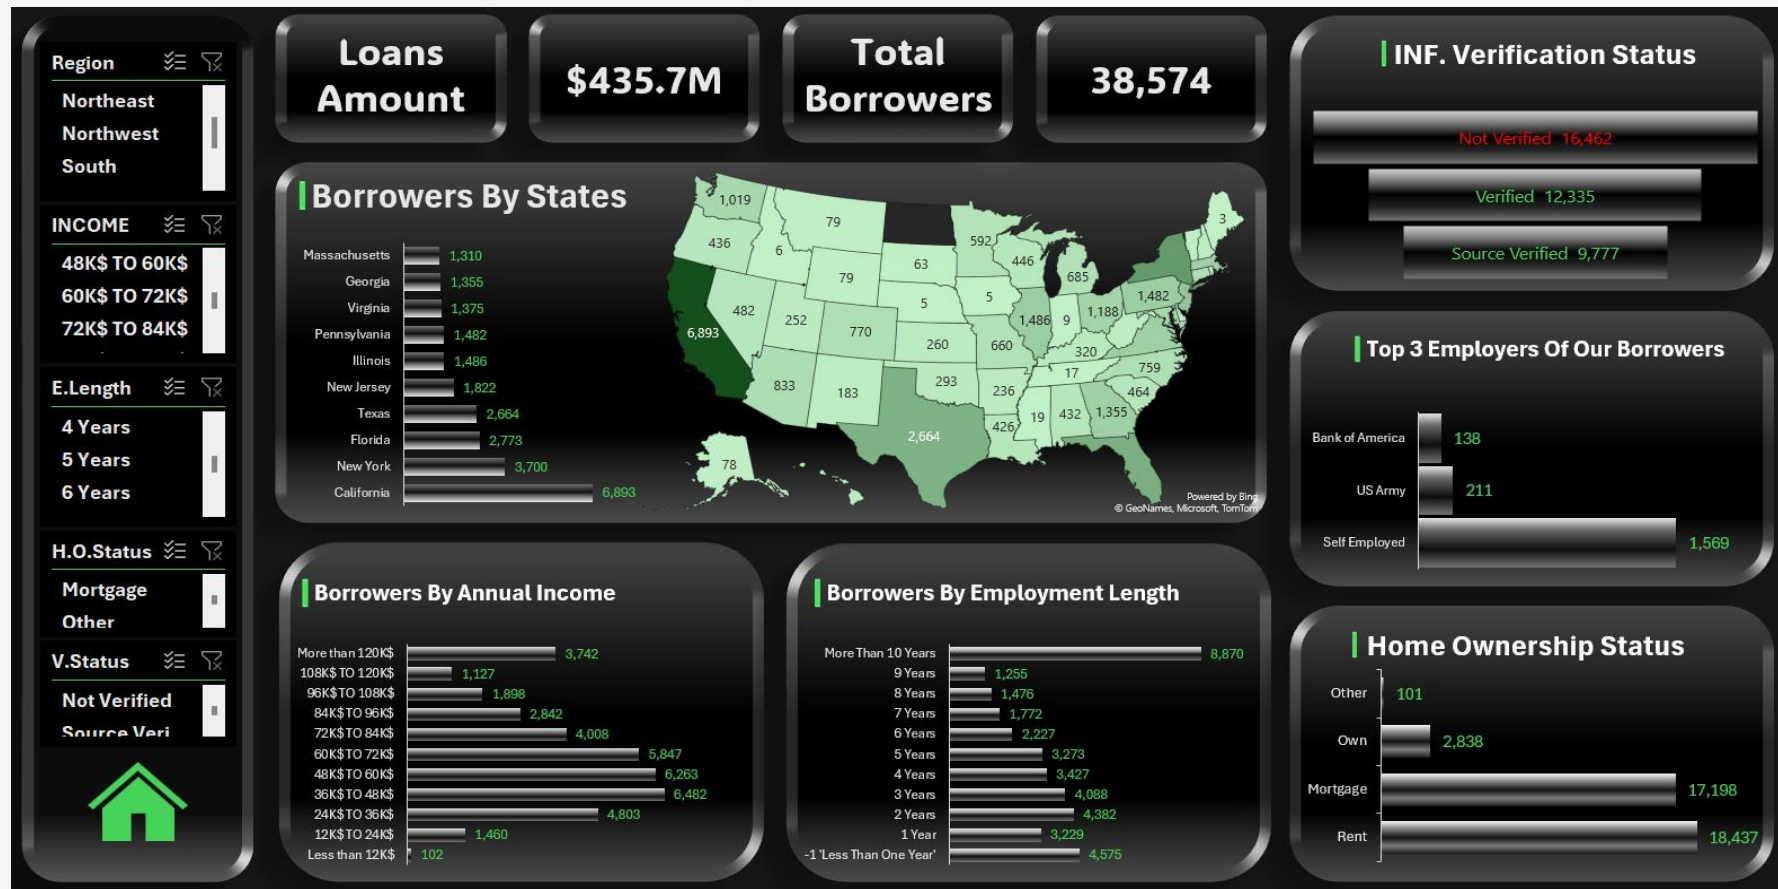 Region
Northeast
Northwest
South
INCOME
48K$ TO 60K$
60K$ TO 72K$
72K$ TO 84K$
E.Length
4 Years
5 Years
6 Years
H.O.Status
Mortgage
Other
V.Status
Not Verified
Source Veri
Loans
Amount
$435.7M
Total
Borrowers
38,574
Borrowers By States
Massachusetts 1,310
Georgia 1,355
Virginia 1,375
Pennsylvania 1,482
Illinois 1,486
New Jersey 1,822
Texas 2,664
Florida 2,773
New York 3,700
California 6,893
1,019
79
3
436
6
592
446
63
685
79
5
5
1,482
482
252
770
1,486
9
1,188
6,893
260
660
320
833
183
293
17
759
236
464
19
432
1,355
426
2,664
78
Powered by Bing
© GeoNames, Microsoft, TomTom
Borrowers By Annual Income
More than 120K$ 3,742
108K$ TO 120K$ 1,127
96K$ TO 108K$ 1,898
84K$ TO 96K$ 2,842
72K$ TO 84K$ 4,008
60K$ TO 72K$ 5,847
48K$ TO 60K$ 6,263
36K$ TO 48K$ 6,482
24K$ TO 36K$ 4,803
12K$ TO 24K$ 1,460
Less than 12K$ 102
Borrowers By Employment Length
More Than 10 Years 8,870
9 Years 1,255
8 Years 1,476
7 Years 1,772
6 Years 2,227
5 Years 3,273
4 Years 3,427
3 Years 4,088
2 Years 4,382
1 Year 3,229
-1 'Less Than One Year' 4,575
INF. Verification Status
Not Verified 16,462
Verified 12,335
Source Verified 9,777
Top 3 Employers Of Our Borrowers
Bank of America 138
US Army 211
Self Employed 1,569
Home Ownership Status
Other 101
Own 2,838
Mortgage 17,198
Rent 18,437